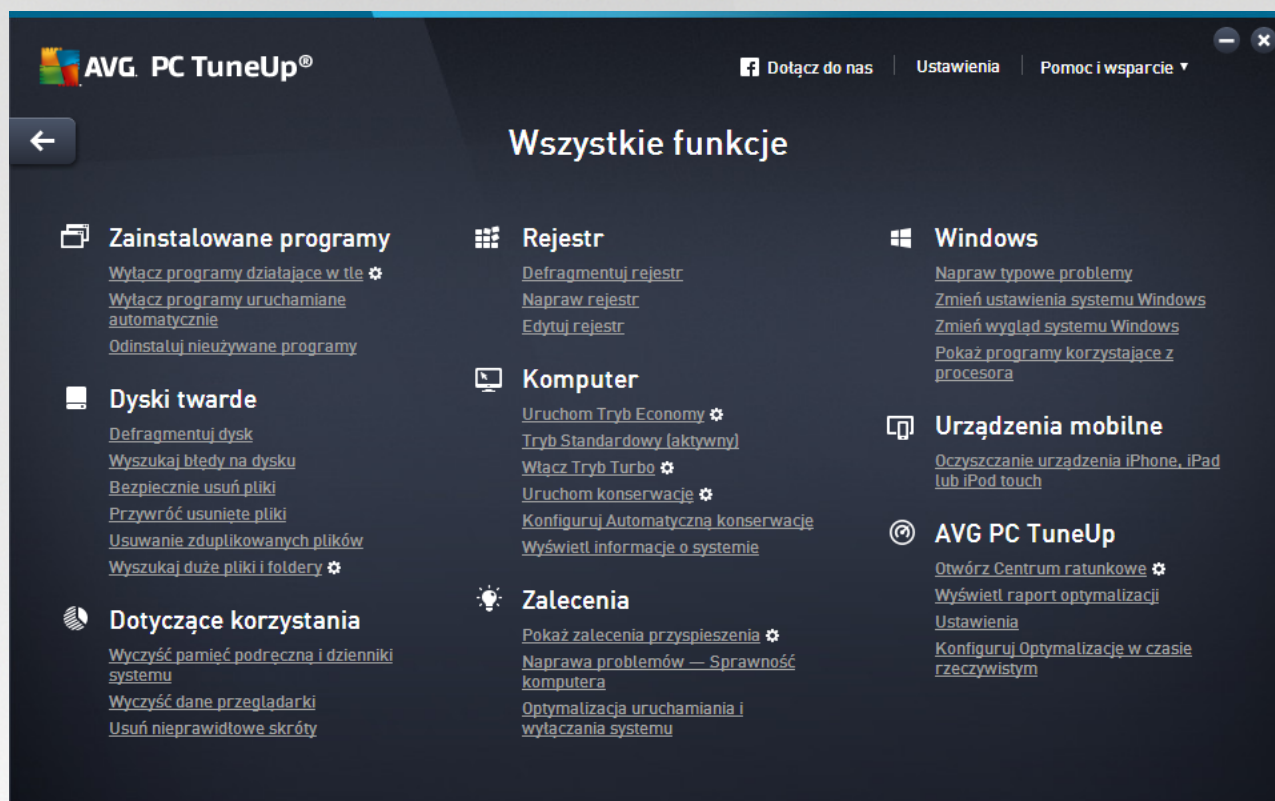 AVG. PC TuneUp®
Dołącz do nas
Ustawienia
Pomoc i wsparcie
Wszystkie funkcje
Zainstalowane programy
Wyłącz programy działające w tle
Wyłącz programy uruchamiane
automatycznie
Odinstaluj nieużywane programy
Dyski twarde
Defragmentuj dysk
Wyszukaj błędy na dysku
Bezpiecznie usuń pliki
Przywróć usunięte pliki
Usuwanie zduplikowanych plików
Wyszukaj duże pliki i foldery
Dotyczące korzystania
Wyczyść pamięć podręczną i dzienniki
systemu
Wyczyść dane przeglądarki
Usuń nieprawidłowe skróty
Rejestr
Defragmentuj rejestr
Napraw rejestr
Edytuj rejestr
Komputer
Uruchom Tryb Economy
Tryb Standardowy (aktywny)
Włącz Tryb Turbo
Uruchom konserwację
Konfiguruj Automatyczną konserwację
Wyświetl informacje o systemie
Zalecenia
Pokaż zalecenia przyspieszenia
Naprawa problemów — Sprawność
komputera
Optymalizacja uruchamiania i
wyłączania systemu
Windows
Napraw typowe problemy
Zmień ustawienia systemu Windows
Zmień wygląd systemu Windows
Pokaż programy korzystające z
procesora
Urządzenia mobilne
Oczyszczanie urządzenia iPhone, iPad
lub iPod touch
AVG PC TuneUp
Otwórz Centrum ratunkowe
Wyświetl raport optymalizacji
Ustawienia
Konfiguruj Optymalizację w czasie
rzeczywistym